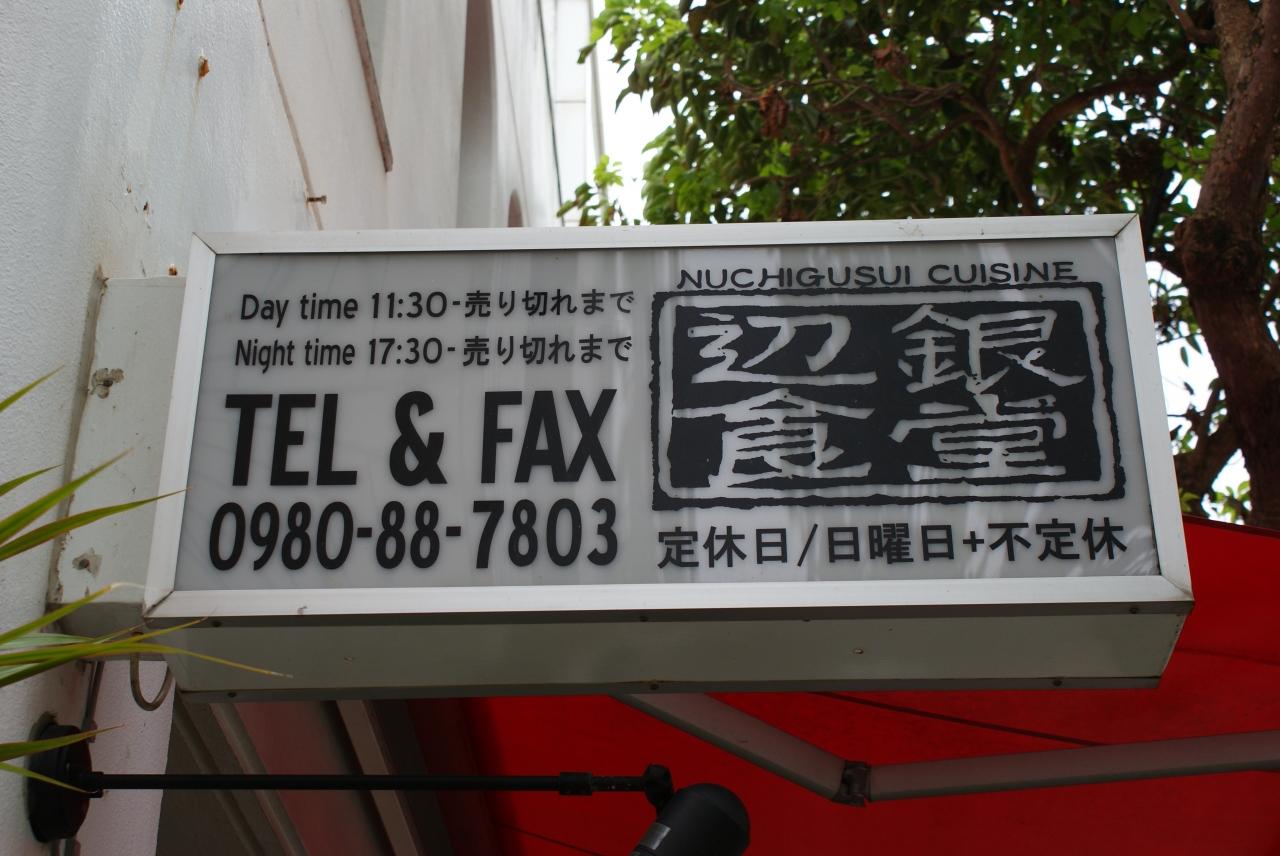 Day time 11:30-売り切れまで
Night time 17:30-売り切れまで
TEL & FAX
0980-88-7803
NUCHIGUSUI CUISINE
辺銀
食堂
定休日/日曜日+不定休